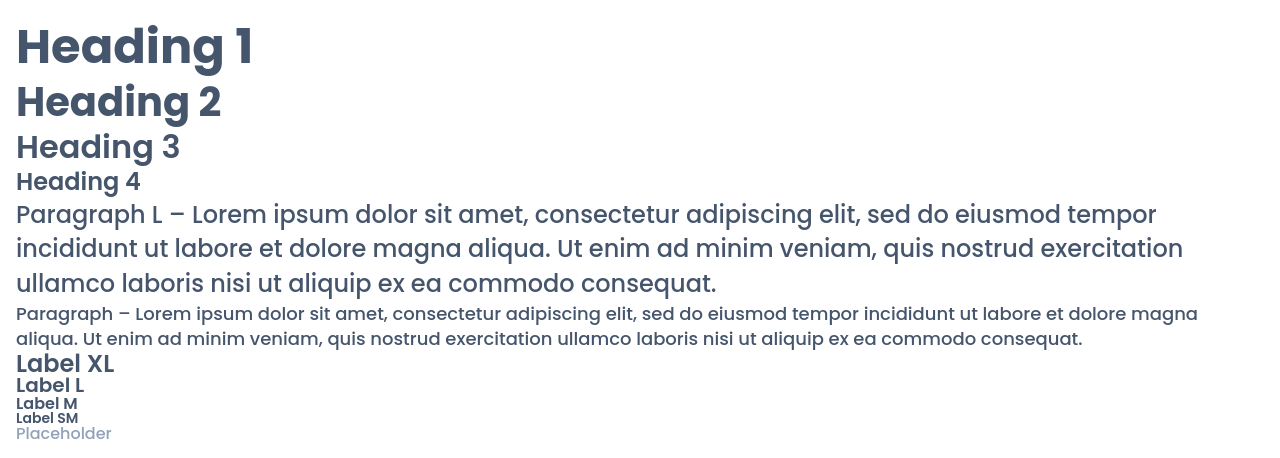 Heading 1
Heading 2
Heading 3
Heading 4
Paragraph L – Lorem ipsum dolor sit amet, consectetur adipiscing elit, sed do eiusmod tempor
incididunt ut labore et dolore magna aliqua. Ut enim ad minim veniam, quis nostrud exercitation
ullamco laboris nisi ut aliquip ex ea commodo consequat.
Paragraph – Lorem ipsum dolor sit amet, consectetur adipiscing elit, sed do eiusmod tempor incididunt ut labore et dolore magna
aliqua. Ut enim ad minim veniam, quis nostrud exercitation ullamco laboris nisi ut aliquip ex ea commodo consequat.
Label XL
Label L
Label M
Label SM
Placeholder